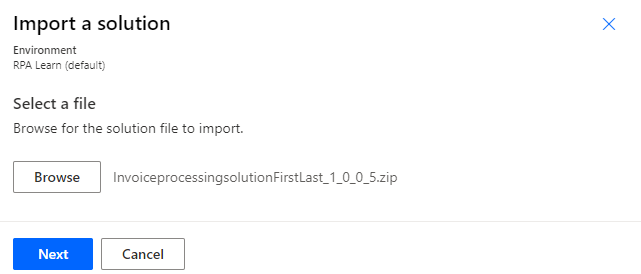 Import a solution
Environment
RPA Learn (default)
Select a file
Browse for the solution file to import.
Browse InvoiceprocessingsolutionFirstLast_1_0_0_5.zip
Next Cancel